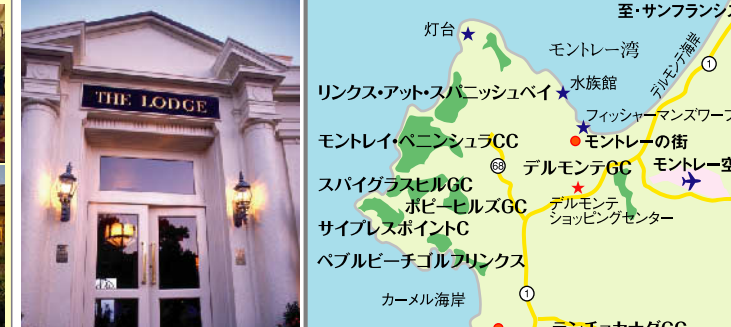 THE LODGE
至・サンフランシ
灯台
モントレー湾
デルモンテ海岸
1
水族館
リンクス・アット・スパニッシュベイ
フィッシャーマンズワーフ
モントレーの街
モントレイ・ペニンシュラCC
68
デルモンテGC
モントレー空
スパイグラスヒルGC
デルモンテ
ショッピングセンター
ポピーヒルズGC
サイプレスポイントC
ペブルビーチゴルフリンクス
カーメル海岸
1